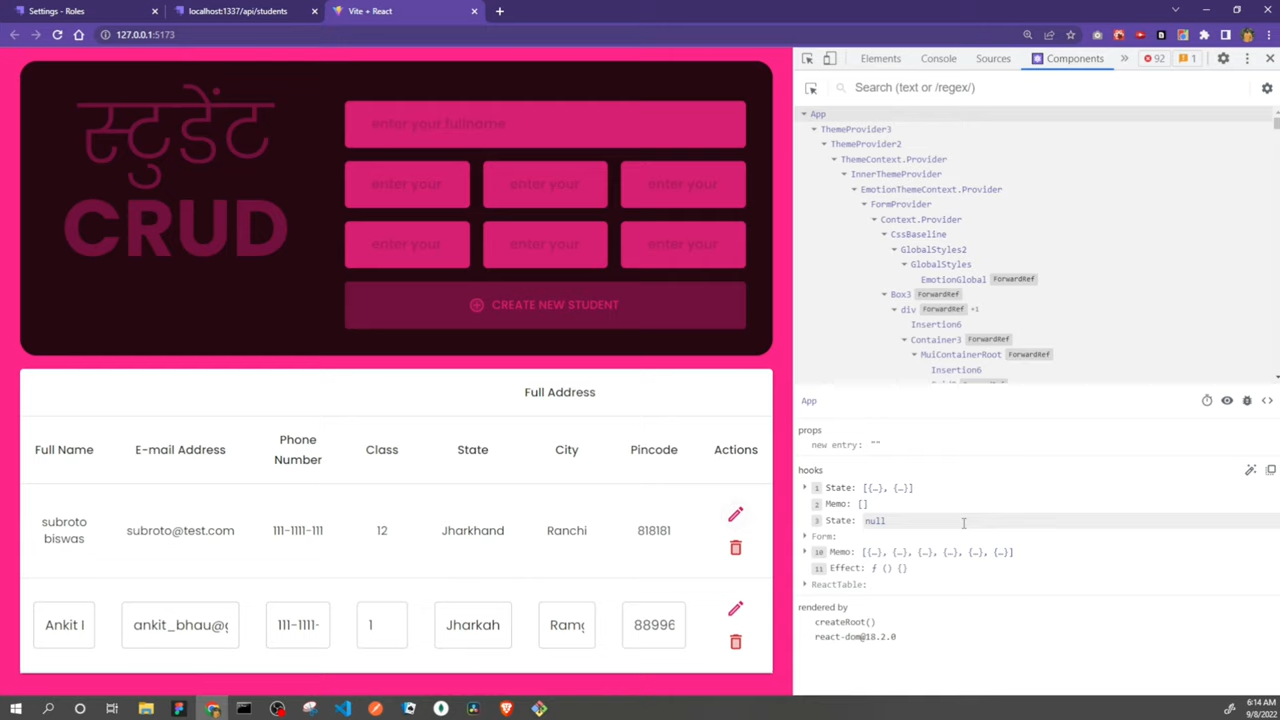 Settings - Roles
localhost:1337/api/students
Vite + React
127.0.0.1:5173
स्टुडेंट
CRUD
enter your fullname
enter your
enter your
enter your
enter your
enter your
enter your
CREATE NEW STUDENT
Full Address
Full Name
E-mail Address
Phone
Number
Class
State
City
Pincode
Actions
subroto
biswas
subroto@test.com
111-1111-111
12
Jharkhand
Ranchi
818181
Ankit
ankit_bhau@g
111-1111-
1
Jharkah
Ramg
88996
Elements
Console
Sources
Components
92
1
Search (text or /regex/)
App
ThemeProvider3
ThemeProvider2
ThemeContext.Provider
InnerThemeProvider
EmotionThemeContext.Provider
FormProvider
Context.Provider
CssBaseline
GlobalStyles2
GlobalStyles
EmotionGlobal ForwardRef
Box3 ForwardRef
div ForwardRef +1
Insertion6
Container3 ForwardRef
MuiContainerRoot ForwardRef
Insertion6
App
props
new entry: ""
hooks
1 State: [{…}, {…}]
2 Memo: []
3 State: null
Form:
10 Memo: [{…}, {…}, {…}, {…}, {…}, {…}]
11 Effect: ƒ () {}
ReactTable:
rendered by
createRoot()
react-dom@18.2.0
6:14 AM
9/8/2022